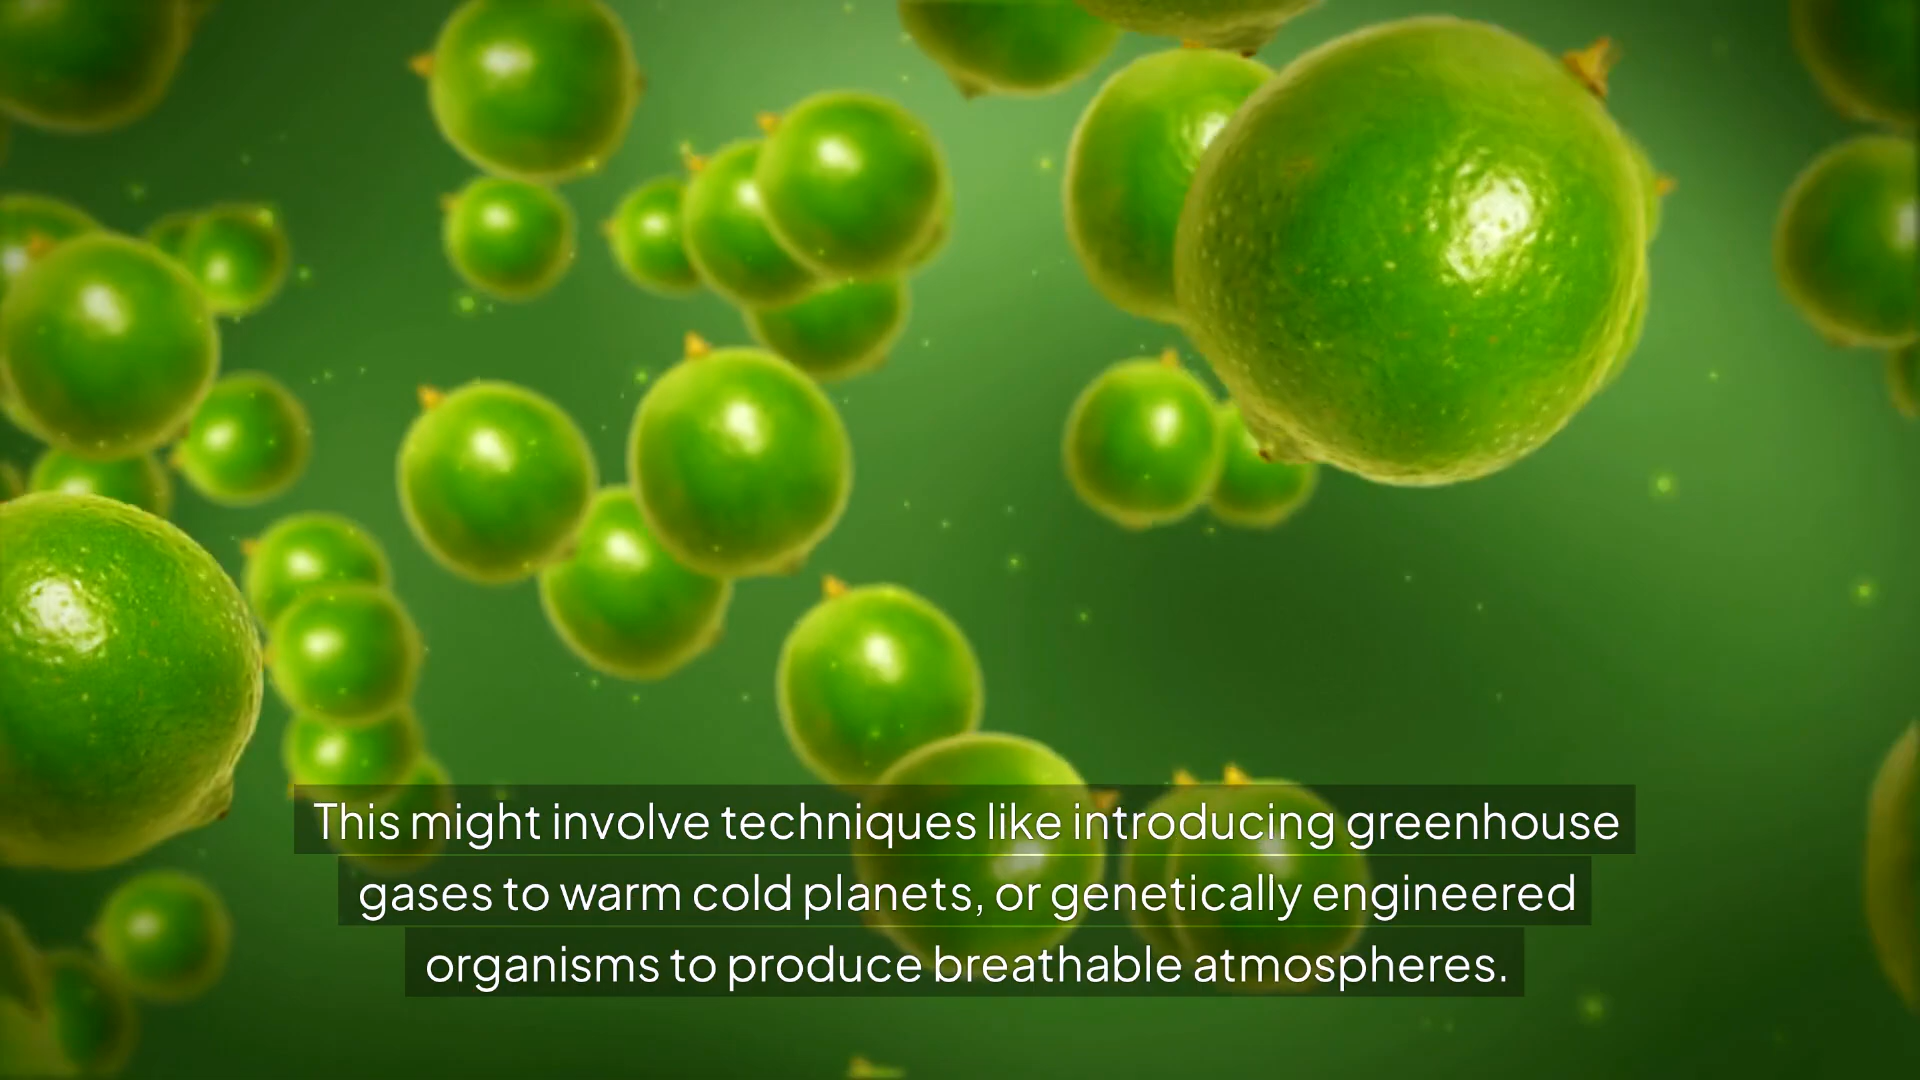 This might involve techniques like introducing greenhouse
gases to warm cold planets, or genetically engineered
organisms to produce breathable atmospheres.